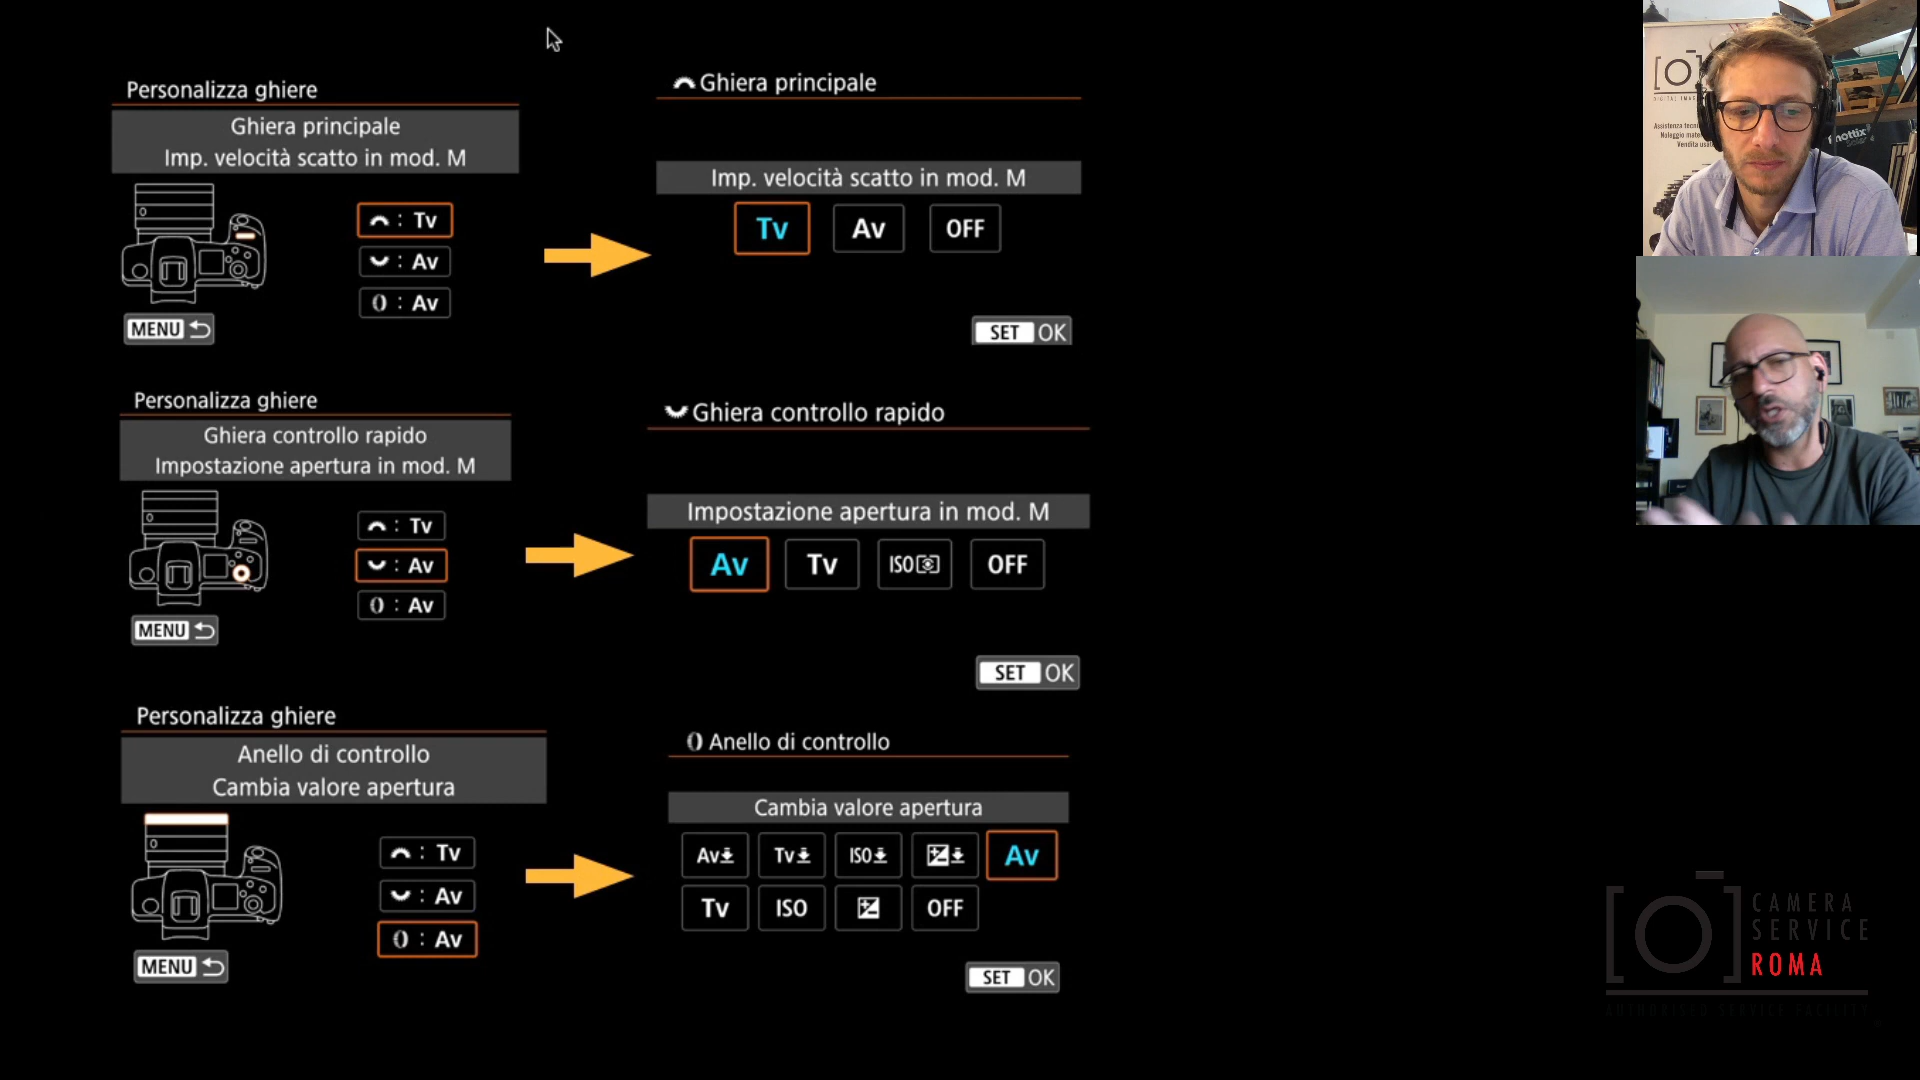 Personalizza ghiere
Ghiera principale
Imp. velocità scatto in mod. M
: Tv
: Av
: Av
MENU
Ghiera principale
Imp. velocità scatto in mod. M
Tv Av OFF
SET OK
Personalizza ghiere
Ghiera controllo rapido
Impostazione apertura in mod. M
: Tv
: Av
: Av
MENU
Ghiera controllo rapido
Impostazione apertura in mod. M
Av Tv ISO OFF
SET OK
Personalizza ghiere
Anello di controllo
Cambia valore apertura
: Tv
: Av
: Av
MENU
Anello di controllo
Cambia valore apertura
Av Tv ISO Av
Tv ISO OFF
SET OK
CAMERA
SERVICE
ROMA
AUTHORISED SERVICE FACILITY